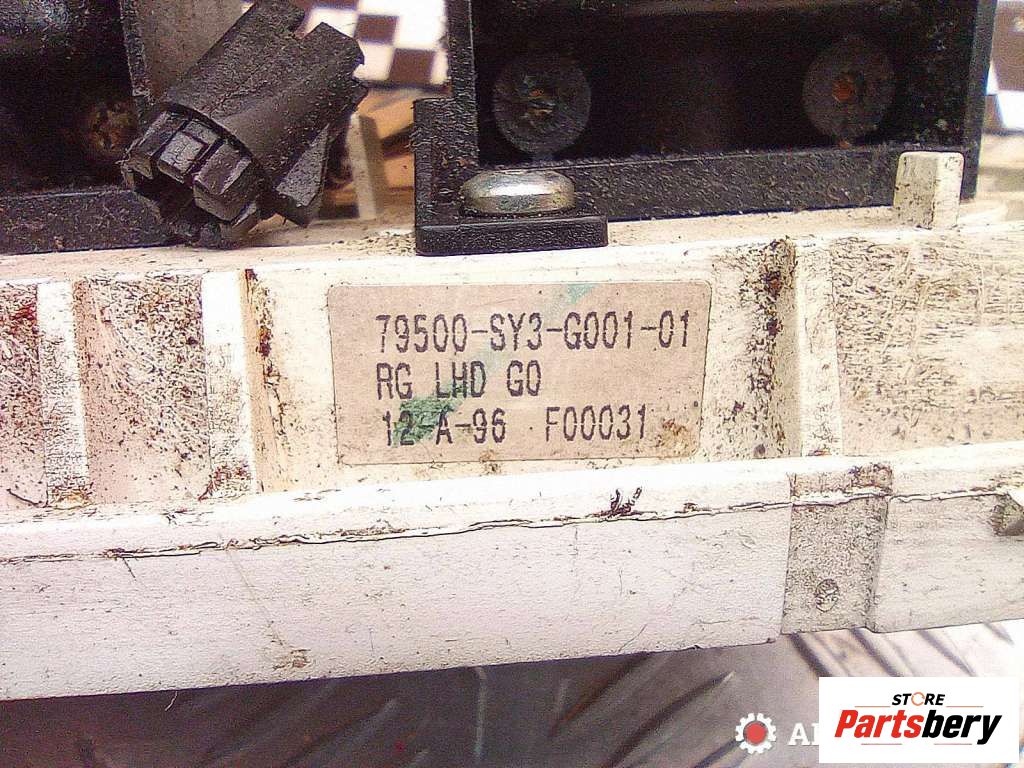 79500-SY3-G001-01
RG LHD G0
12-A-96 F00031
STORE
Partsbery